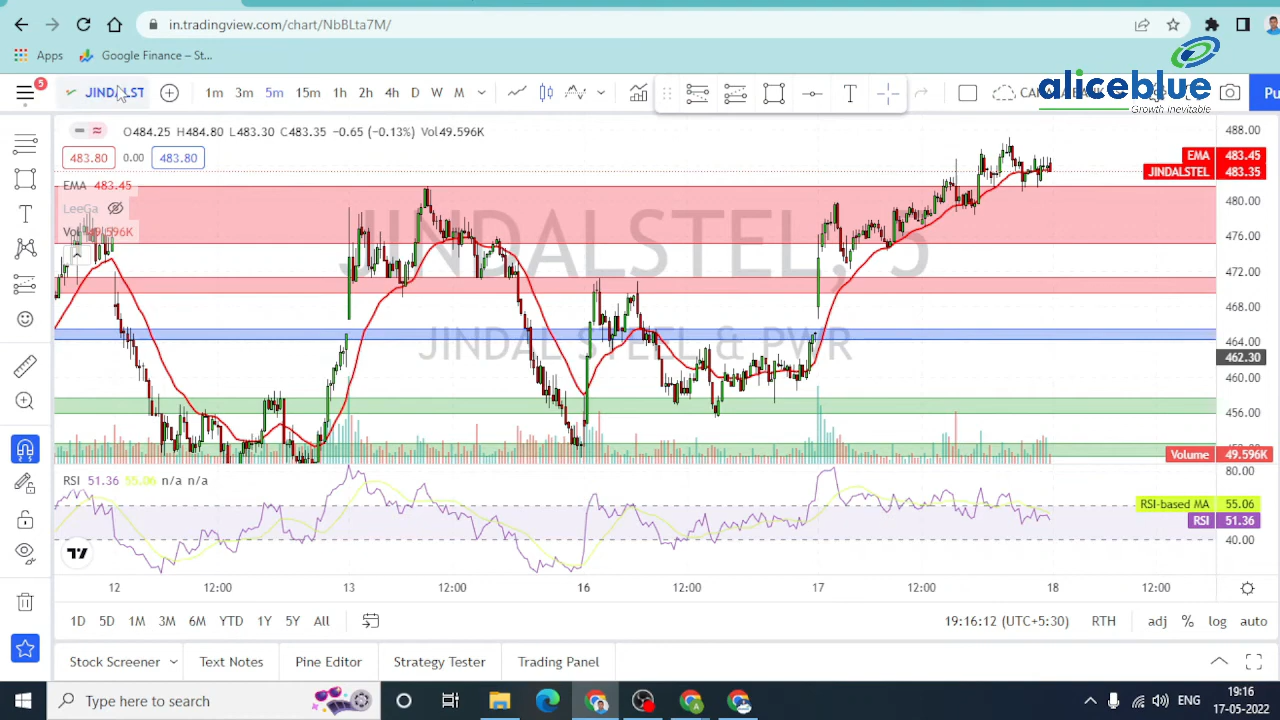 in.tradingview.com/chart/NbBLta7M/
Apps Google Finance – St...
5
JINDALST 1m 3m 5m 15m 1h 2h 4h D W M
Pu
aliceblue
Growth Inevitable
O484.25 H484.80 L483.30 C483.35 −0.65 (−0.13%) Vol49.596K
483.80 0.00 483.80
EMA 483.45
LeeGa
Vol 49.596K
JINDALSTEL, 5
JINDAL STEEL & PWR
488.00
EMA 483.45
JINDALSTEL 483.35
480.00
476.00
472.00
468.00
464.00
462.30
460.00
456.00
Volume 49.596K
RSI 51.36 55.06 n/a n/a
80.00
RSI-based MA 55.06
RSI 51.36
40.00
12 12:00 13 12:00 16 12:00 17 12:00 18 12:00
1D 5D 1M 3M 6M YTD 1Y 5Y All 19:16:12 (UTC+5:30) RTH adj % log auto
Stock Screener Text Notes Pine Editor Strategy Tester Trading Panel
Type here to search
ENG
19:16
17-05-2022